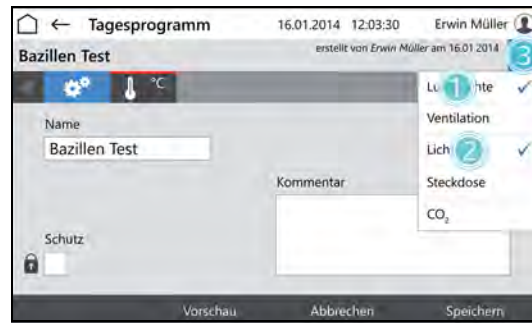 Tagesprogramm 16.01.2014 12:03:30 Erwin Müller
Bazillen Test erstellt von Erwin Müller am 16.01.2014
3
°C
1
Name Ventilation
Bazillen Test
2
Kommentar Steckdose
CO₂
Schutz
Vorschau Abbrechen Speichern